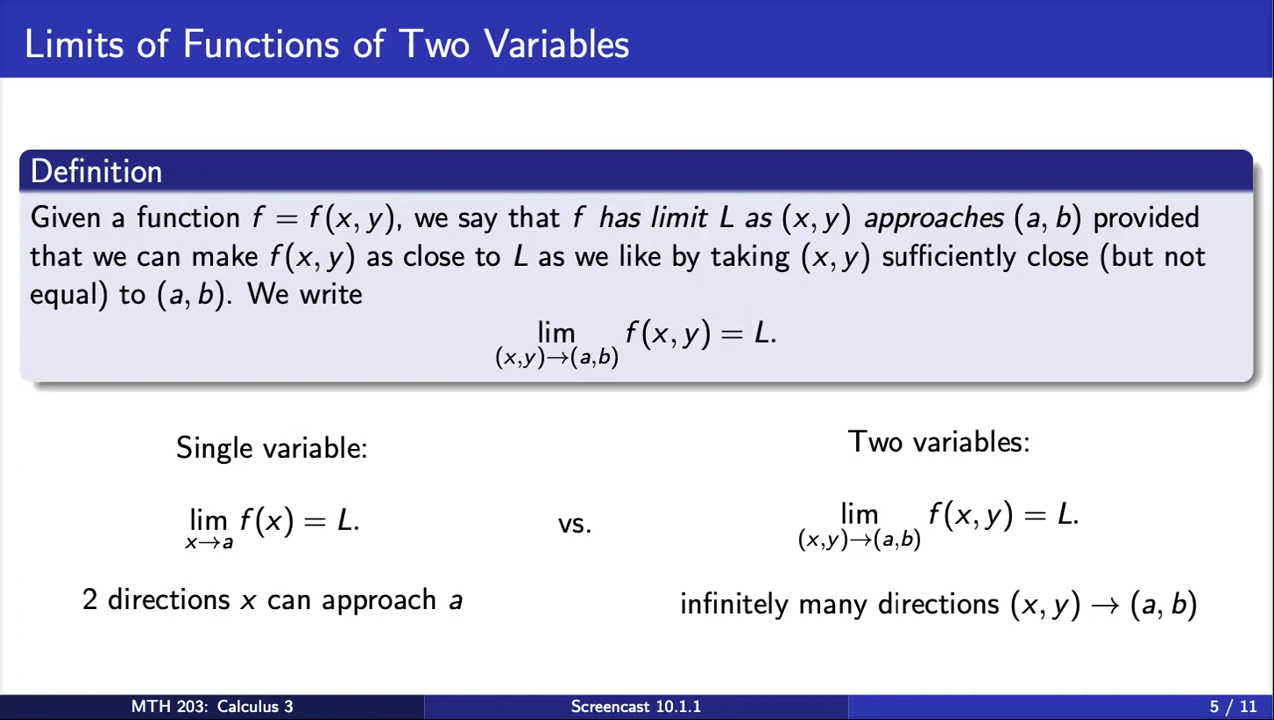 Limits of Functions of Two Variables
Definition
Given a function f = f(x, y), we say that f has limit L as (x, y) approaches (a, b) provided
that we can make f(x, y) as close to L as we like by taking (x, y) sufficiently close (but not
equal) to (a, b). We write
lim f(x, y) = L.
(x,y)→(a,b)
Single variable:
lim f(x) = L.
x→a
2 directions x can approach a
vs.
Two variables:
lim f(x, y) = L.
(x,y)→(a,b)
infinitely many directions (x, y) → (a, b)
MTH 203: Calculus 3
Screencast 10.1.1
5 / 11